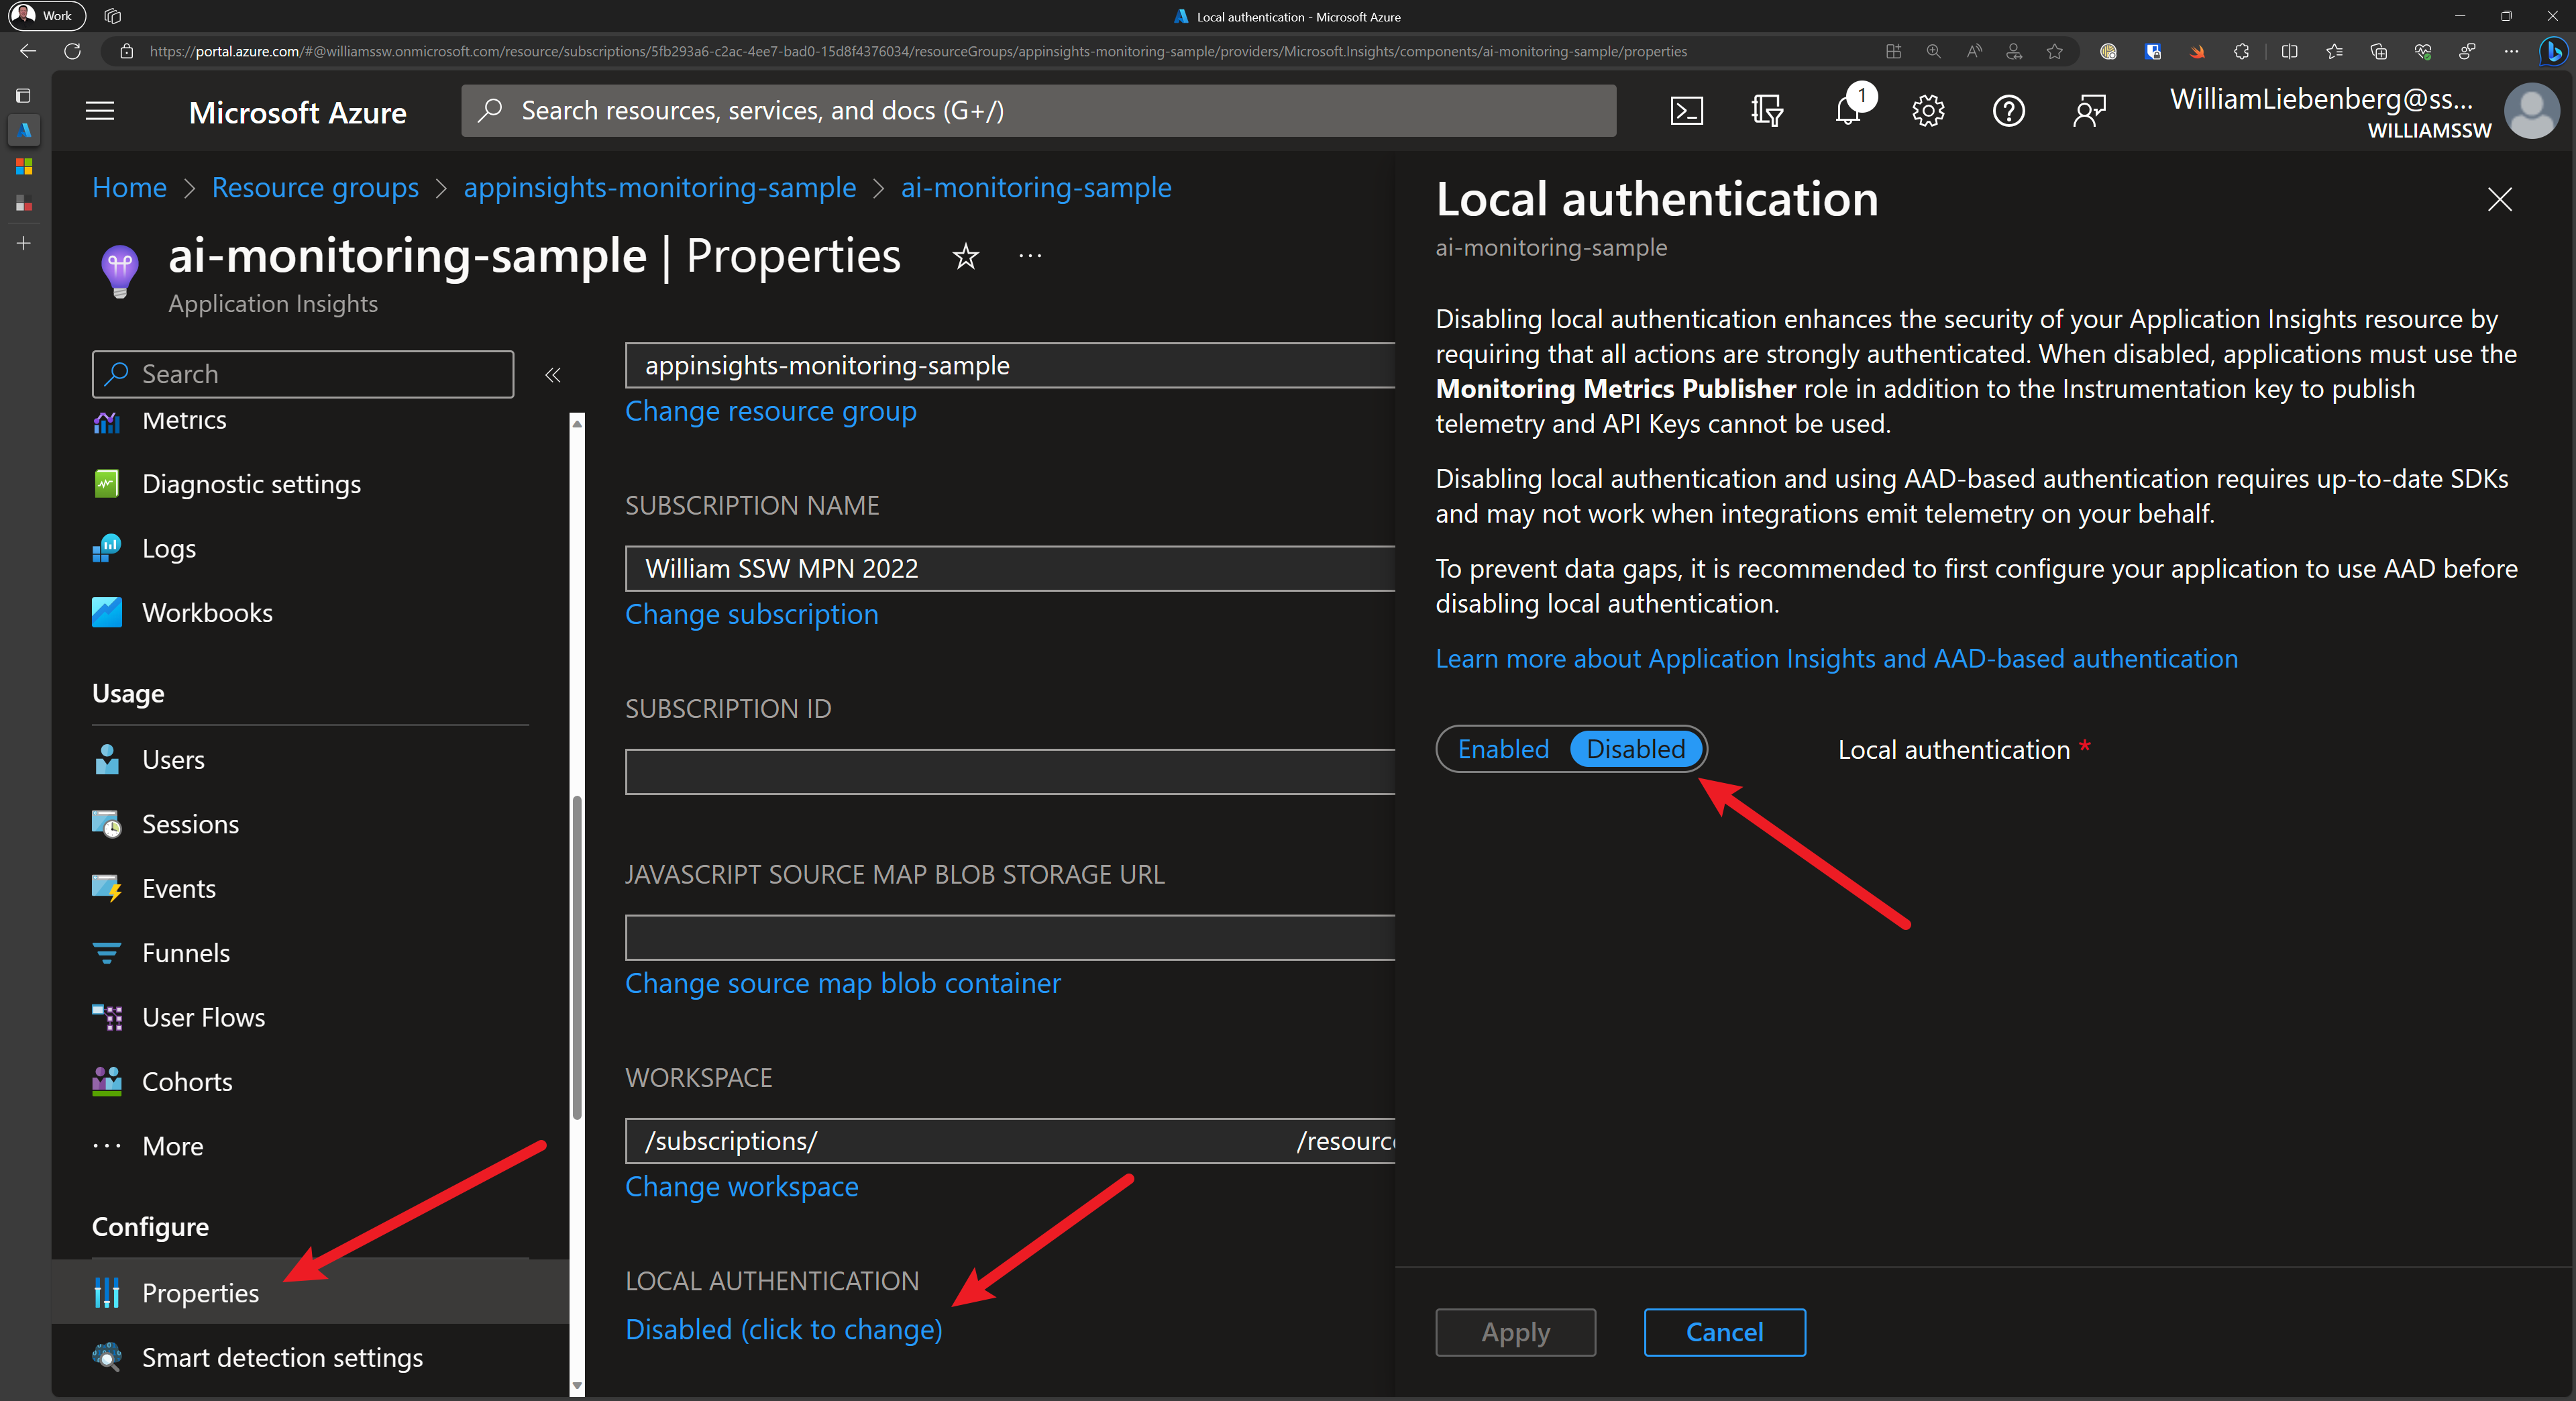 Work
Local authentication - Microsoft Azure
https://portal.azure.com/#@williamssw.onmicrosoft.com/resource/subscriptions/5fb293a6-c2ac-4ee7-bad0-15d8f4376034/resourceGroups/appinsights-monitoring-sample/providers/Microsoft.Insights/components/ai-monitoring-sample/properties
Microsoft Azure
Search resources, services, and docs (G+/)
1
WilliamLiebenberg@ss...
WILLIAMSSW
Home > Resource groups > appinsights-monitoring-sample > ai-monitoring-sample
ai-monitoring-sample | Properties
Application Insights
Search
Metrics
Diagnostic settings
Logs
Workbooks
Usage
Users
Sessions
Events
Funnels
User Flows
Cohorts
More
Configure
Properties
Smart detection settings
appinsights-monitoring-sample
Change resource group
SUBSCRIPTION NAME
William SSW MPN 2022
Change subscription
SUBSCRIPTION ID
JAVASCRIPT SOURCE MAP BLOB STORAGE URL
Change source map blob container
WORKSPACE
/subscriptions/ /resourc
Change workspace
LOCAL AUTHENTICATION
Disabled (click to change)
Local authentication
ai-monitoring-sample
Disabling local authentication enhances the security of your Application Insights resource by
requiring that all actions are strongly authenticated. When disabled, applications must use the
Monitoring Metrics Publisher role in addition to the Instrumentation key to publish
telemetry and API Keys cannot be used.
Disabling local authentication and using AAD-based authentication requires up-to-date SDKs
and may not work when integrations emit telemetry on your behalf.
To prevent data gaps, it is recommended to first configure your application to use AAD before
disabling local authentication.
Learn more about Application Insights and AAD-based authentication
Enabled Disabled Local authentication *
Apply Cancel